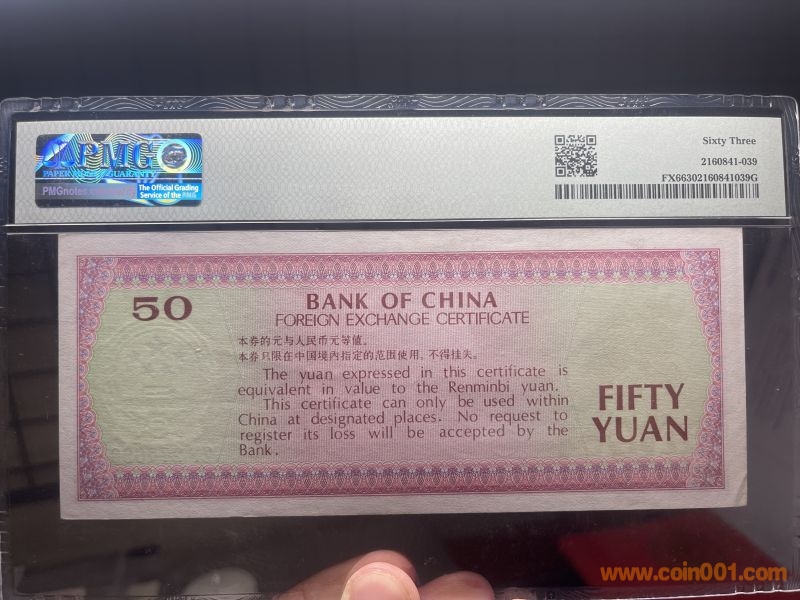 PMG
PAPER MONEY GUARANTY
PMGnotes
The Official Grading
Service of the PMG
Sixty Three
2160841-039
FX66302160841039G
50
BANK OF CHINA
FOREIGN EXCHANGE CERTIFICATE
本券的元与人民币元等值。
本券只限在中国境内指定的范围使用，不得挂失。
The yuan expressed in this certificate is
equivalent in value to the Renminbi yuan.
This certificate can only be used within
China at designated places. No request to
register its loss will be accepted by the
Bank.
FIFTY
YUAN
www.coin001.com